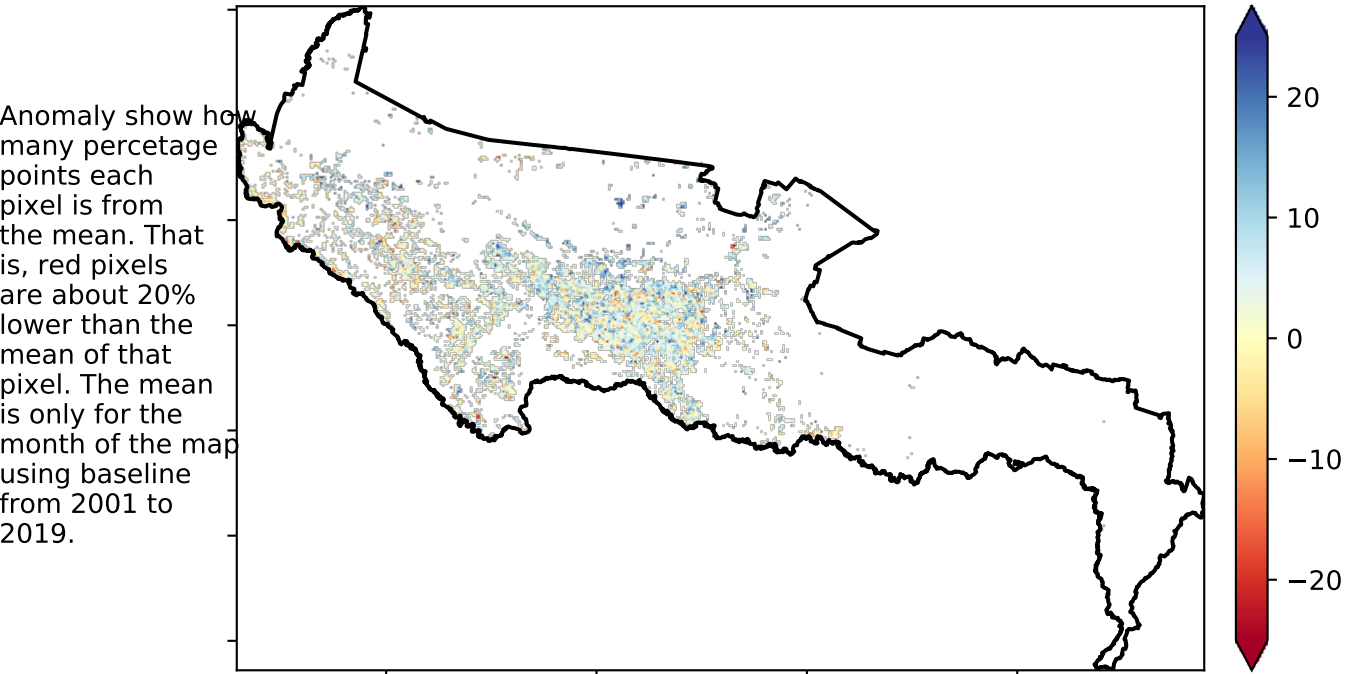 Anomaly show how
many percetage
points each
pixel is from
the mean. That
is, red pixels
are about 20%
lower than the
mean of that
pixel. The mean
is only for the
month of the map
using baseline
from 2001 to
2019.
20
10
0
−10
−20